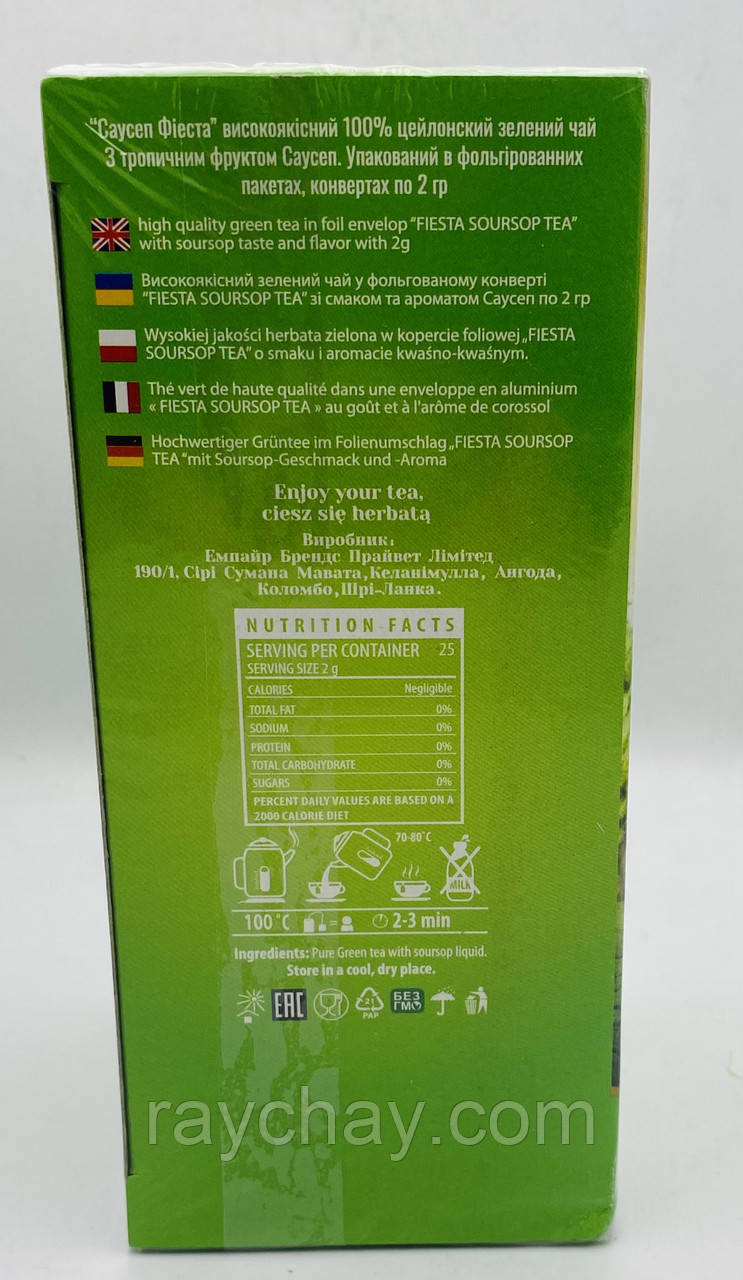 “Саусеп Фієста” високоякісний 100% цейлонский зелений чай
З тропичним фруктом Саусеп. Упакований в фольгірованних
пакетах, конвертах по 2 гр
high quality green tea in foil envelop “FIESTA SOURSOP TEA”
with soursop taste and flavor with 2g
Високоякісний зелений чай у фольгованому конверті
“FIESTA SOURSOP TEA” зі смаком та ароматом Саусеп по 2 гр
Wysokiej jakości herbata zielona w kopercie foliowej „FIESTA
SOURSOP TEA” o smaku i aromacie kwaśno-kwaśnym.
Thé vert de haute qualité dans une enveloppe en aluminium
« FIESTA SOURSOP TEA » au goût et à l'arôme de corossol
Hochwertiger Grüntee im Folienumschlag „FIESTA SOURSOP
TEA “mit Soursop-Geschmack und -Aroma
Enjoy your tea,
ciesz się herbatą
Виробник:
Емпайр Брендс Прайвет Лімітед
190/1, Сірі Сумана Мавата,Келанімулла, Ангода,
Коломбо,Шрі-Ланка.
NUTRITION FACTS
SERVING PER CONTAINER 25
SERVING SIZE 2 g
CALORIES Negligible
TOTAL FAT 0%
SODIUM 0%
PROTEIN 0%
TOTAL CARBOHYDRATE 0%
SUGARS 0%
PERCENT DAILY VALUES ARE BASED ON A
2000 CALORIE DIET
70-80˚C
MILK
100˚C = 2-3 min
Ingredients: Pure Green tea with soursop liquid.
Store in a cool, dry place.
EAC
21
PAP
БЕЗ
ГМО
raychay.com